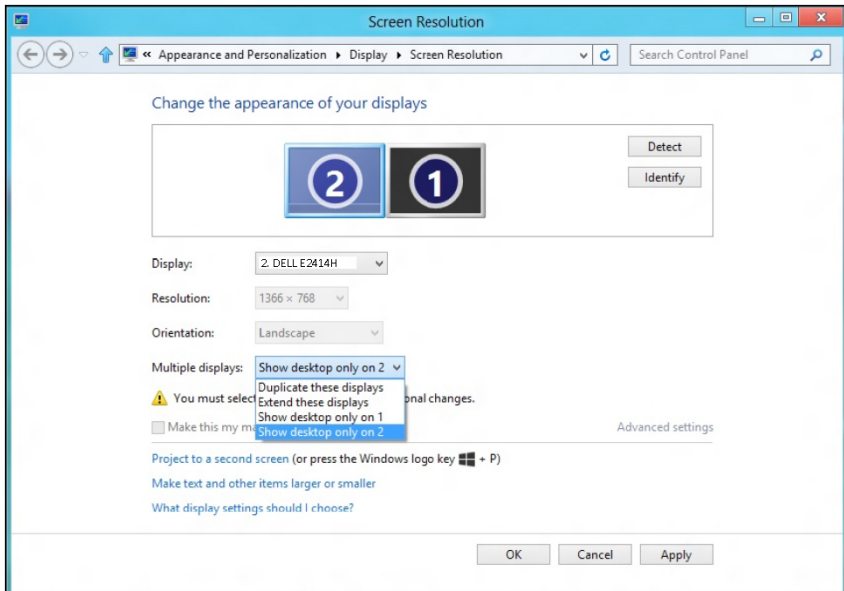 Screen Resolution
« Appearance and Personalization ▸ Display ▸ Screen Resolution
Search Control Panel
Change the appearance of your displays
2 1
Detect
Identify
Display: 2. DELL E2414H
Resolution: 1366 × 768
Orientation: Landscape
Multiple displays: Show desktop only on 2
Duplicate these displays
You must selec onal changes.
Extend these displays
Show desktop only on 1
Make this my ma Advanced settings
Show desktop only on 2
Project to a second screen (or press the Windows logo key + P)
Make text and other items larger or smaller
What display settings should I choose?
OK Cancel Apply